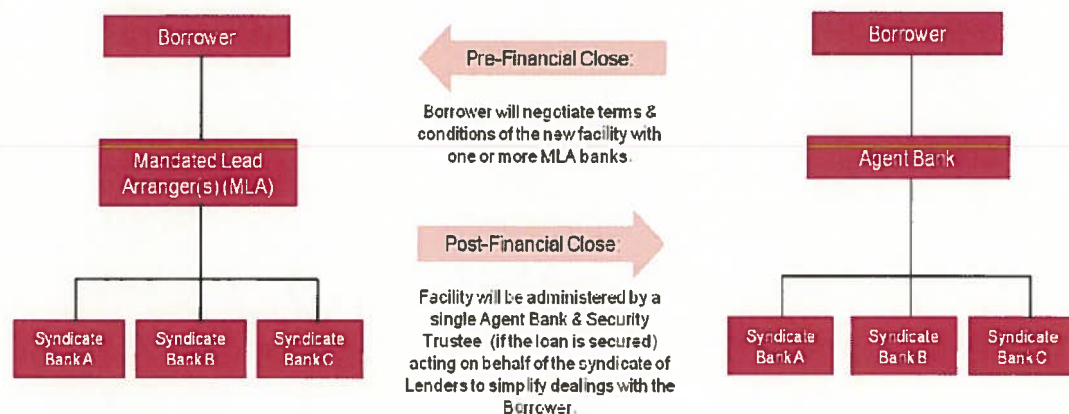 Borrower
Mandated Lead
Arranger(s) (MLA)
Syndicate
Bank A
Syndicate
Bank B
Syndicate
Bank C
Pre-Financial Close:
Borrower will negotiate terms &
conditions of the new facility with
one or more MLA banks.
Post-Financial Close:
Facility will be administered by a
single Agent Bank & Security
Trustee (if the loan is secured)
acting on behalf of the syndicate of
Lenders to simplify dealings with the
Borrower.
Borrower
Agent Bank
Syndicate
Bank A
Syndicate
Bank B
Syndicate
Bank C